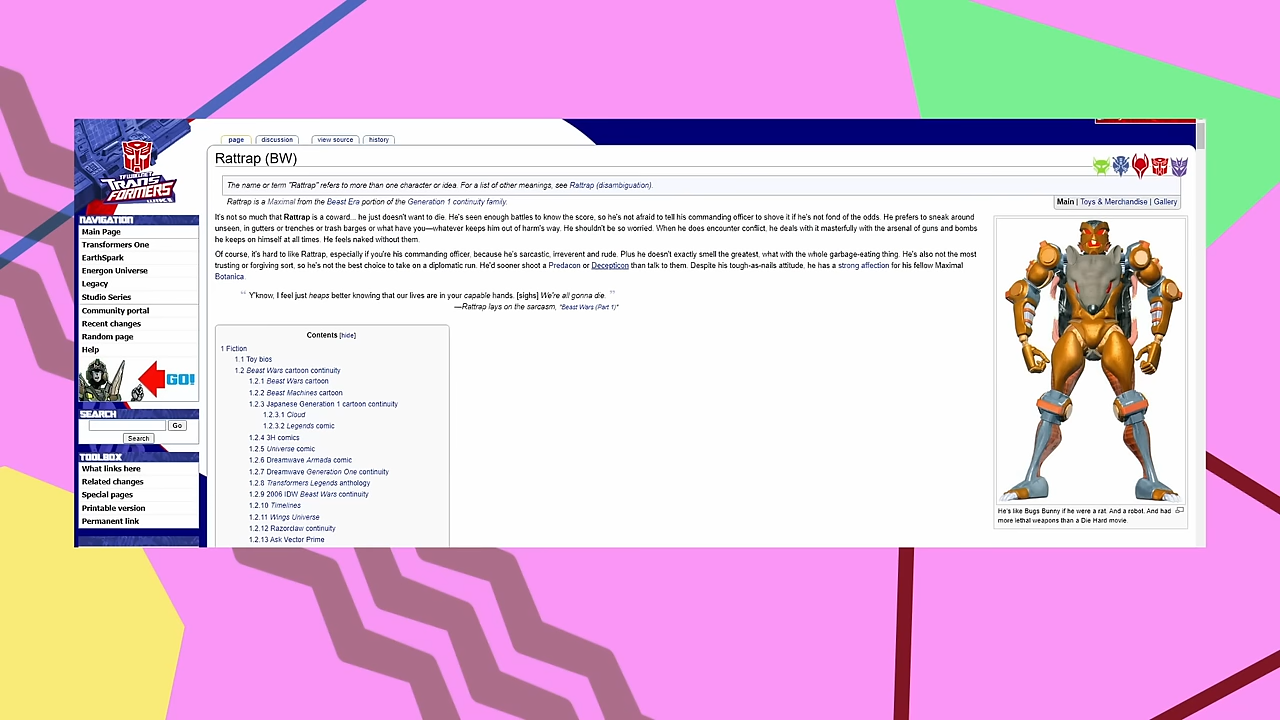 page
discussion
view source
history
TFWIKI.NET
TRANSFORMERS
WIKI
Rattrap (BW)
The name or term "Rattrap" refers to more than one character or idea. For a list of other meanings, see Rattrap (disambiguation).
Rattrap is a Maximal from the Beast Era portion of the Generation 1 continuity family.
Main | Toys & Merchandise | Gallery
It's not so much that Rattrap is a coward... he just doesn't want to die. He's seen enough battles to know the score, so he's not afraid to tell his commanding officer to shove it if he's not fond of the odds. He prefers to sneak around
unseen, in gutters or trenches or trash barges or what have you—whatever keeps him out of harm's way. He shouldn't be so worried. When he does encounter conflict, he deals with it masterfully with the arsenal of guns and bombs
he keeps on himself at all times. He feels naked without them.
Of course, it's hard to like Rattrap, especially if you're his commanding officer, because he's sarcastic, irreverent and rude. Plus he doesn't exactly smell the greatest, what with the whole garbage-eating thing. He's also not the most
trusting or forgiving sort, so he's not the best choice to take on a diplomatic run. He'd sooner shoot a Predacon or Decepticon than talk to them. Despite his tough-as-nails attitude, he has a strong affection for his fellow Maximal
Botanica.
" Y'know, I feel just heaps better knowing that our lives are in your capable hands. [sighs] We're all gonna die. "
—Rattrap lays on the sarcasm, "Beast Wars (Part 1)"
Contents [hide]
1 Fiction
1.1 Toy bios
1.2 Beast Wars cartoon continuity
1.2.1 Beast Wars cartoon
1.2.2 Beast Machines cartoon
1.2.3 Japanese Generation 1 cartoon continuity
1.2.3.1 Cloud
1.2.3.2 Legends comic
1.2.4 3H comics
1.2.5 Universe comic
1.2.6 Dreamwave Armada comic
1.2.7 Dreamwave Generation One continuity
1.2.8 Transformers Legends anthology
1.2.9 2006 IDW Beast Wars continuity
1.2.10 Timelines
1.2.11 Wings Universe
1.2.12 Razorclaw continuity
1.2.13 Ask Vector Prime
He's like Bugs Bunny if he were a rat. And a robot. And had
more lethal weapons than a Die Hard movie.
NAVIGATION
Main Page
Transformers One
EarthSpark
Energon Universe
Legacy
Studio Series
Community portal
Recent changes
Random page
Help
GO!
SEARCH
Go
Search
TOOLBOX
What links here
Related changes
Special pages
Printable version
Permanent link